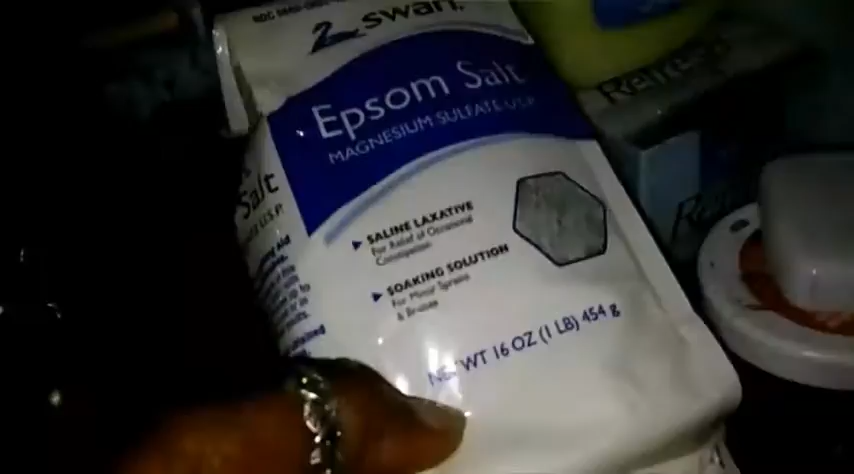 swan
Epsom Salt
MAGNESIUM SULFATE U.S.P.
SALINE LAXATIVE
For Relief of Occasional
Constipation
SOAKING SOLUTION
For Minor Sprains
& Bruises
NET WT 16 OZ (1 LB) 454 g
Salt
U.S.P.
Refresh